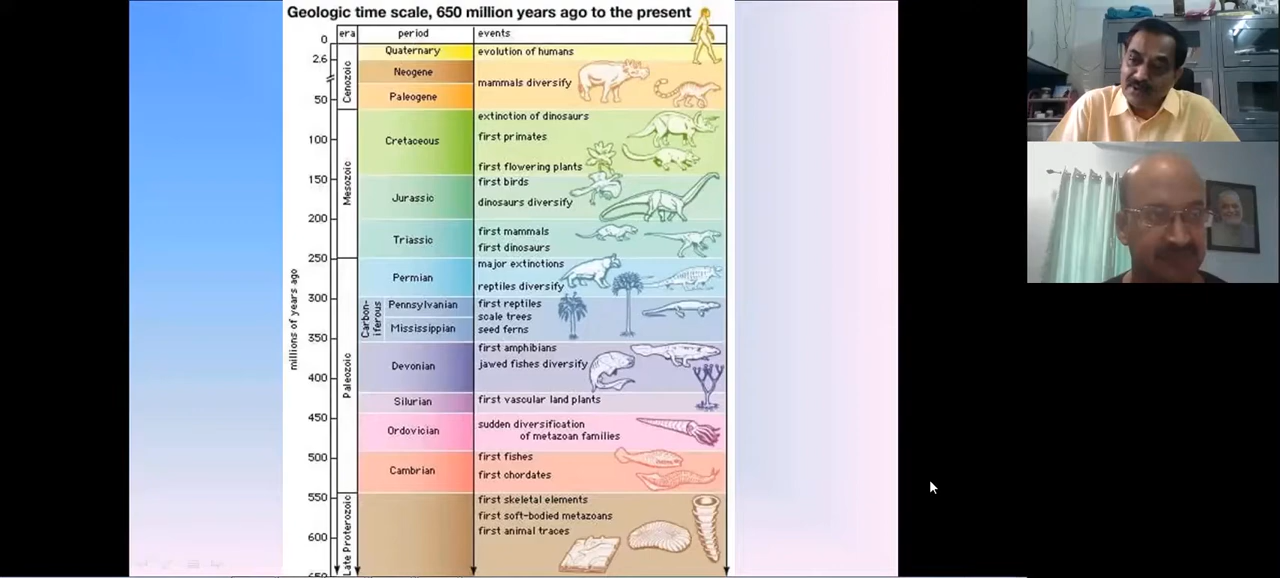 Geologic time scale, 650 million years ago to the present
era
period
events
0
Quaternary
evolution of humans
2.6
Cenozoic
Neogene
mammals diversify
Paleogene
50
extinction of dinosaurs
100
Cretaceous
first primates
first flowering plants
150
Mesozoic
first birds
Jurassic
dinosaurs diversify
200
Triassic
first mammals
first dinosaurs
250
millions of years ago
Permian
major extinctions
reptiles diversify
300
Carbon-
iferous
Pennsylvanian
first reptiles
scale trees
Mississippian
seed ferns
350
Paleozoic
first amphibians
Devonian
jawed fishes diversify
400
Silurian
first vascular land plants
450
Ordovician
sudden diversification
of metazoan families
500
Cambrian
first fishes
first chordates
550
Late Proterozoic
first skeletal elements
first soft-bodied metazoans
first animal traces
600